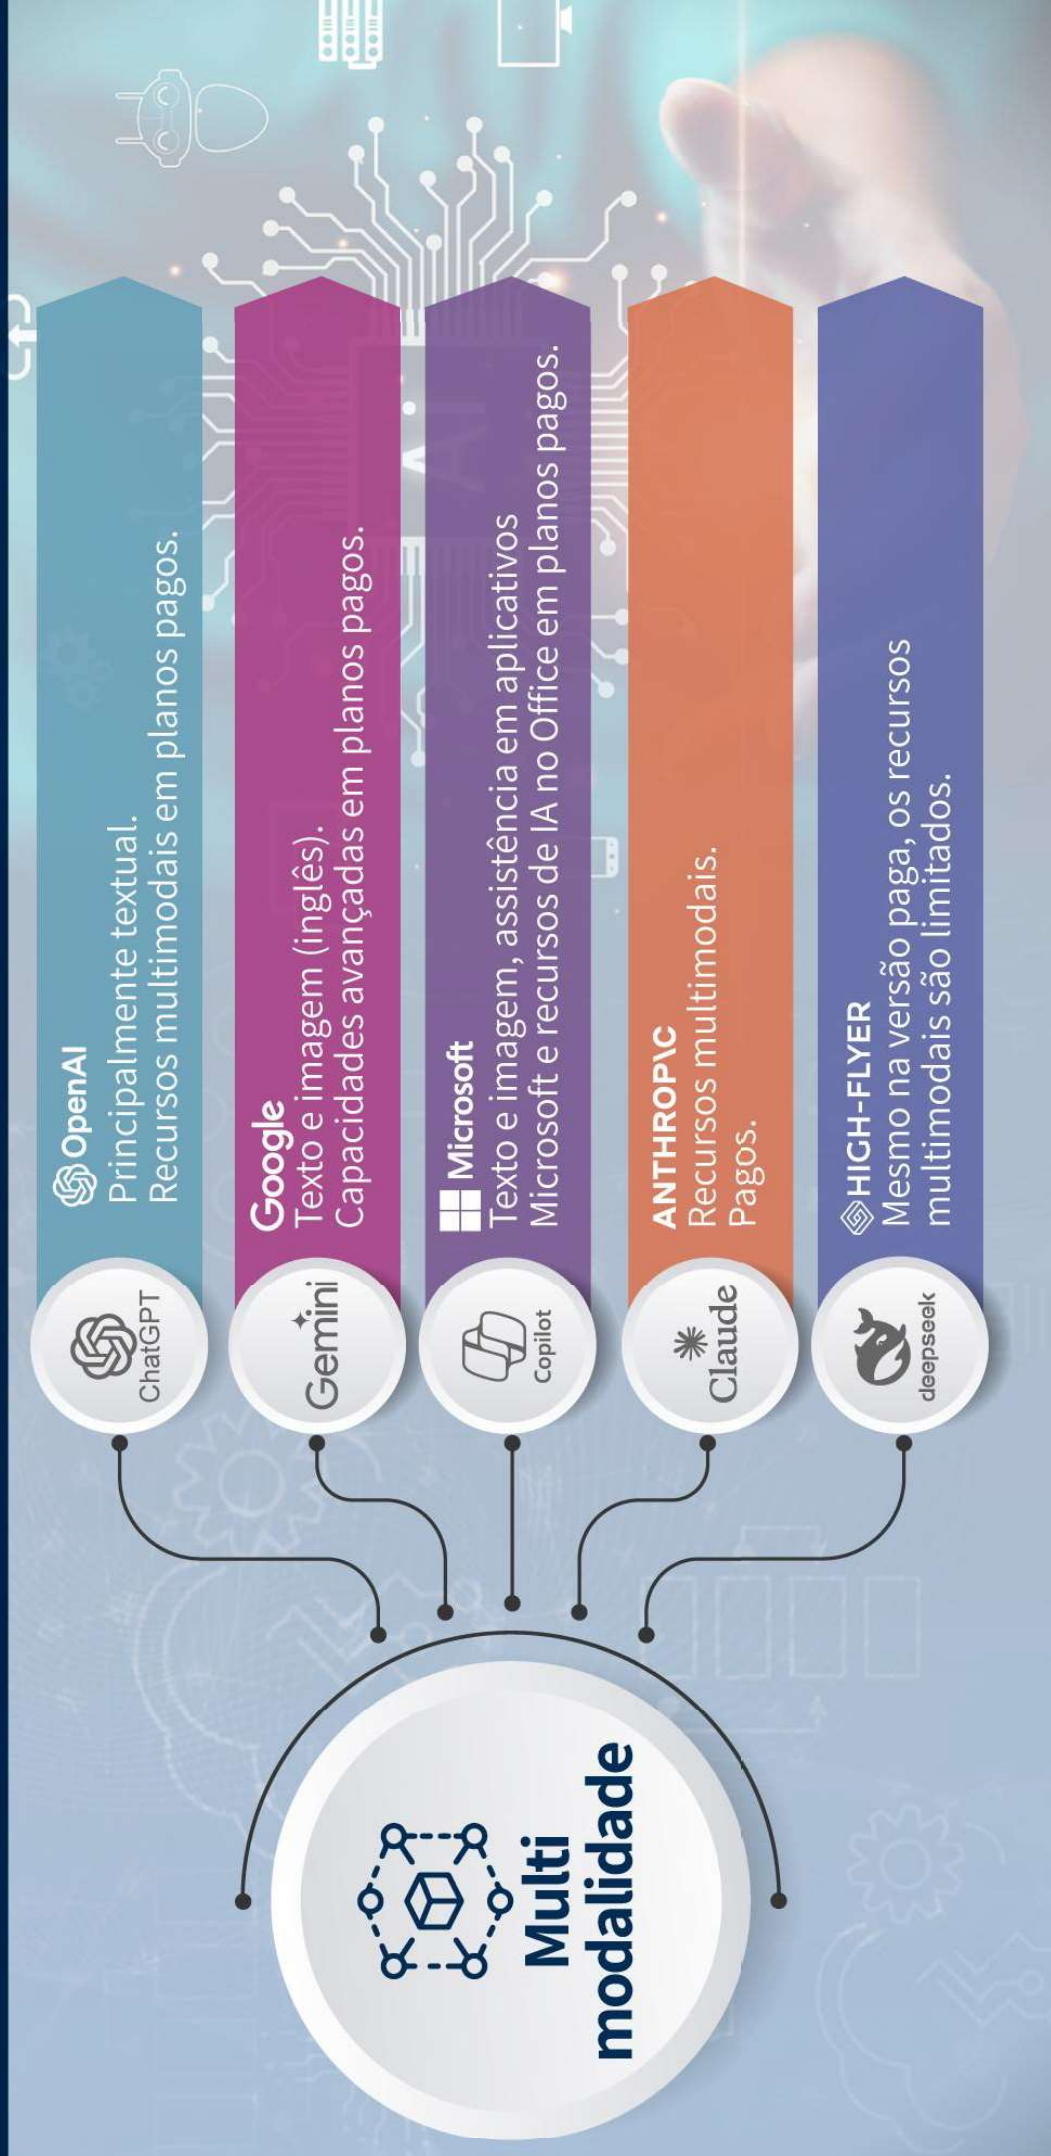 Multi
modalidade
ChatGPT
OpenAI
Principalmente textual.
Recursos multimodais em planos pagos.
Gemini
Google
Texto e imagem (inglês).
Capacidades avançadas em planos pagos.
Copilot
Microsoft
Texto e imagem, assistência em aplicativos
Microsoft e recursos de IA no Office em planos pagos.
Claude
ANTHROP\C
Recursos multimodais.
Pagos.
deepseek
HIGH-FLYER
Mesmo na versão paga, os recursos
multimodais são limitados.
AI